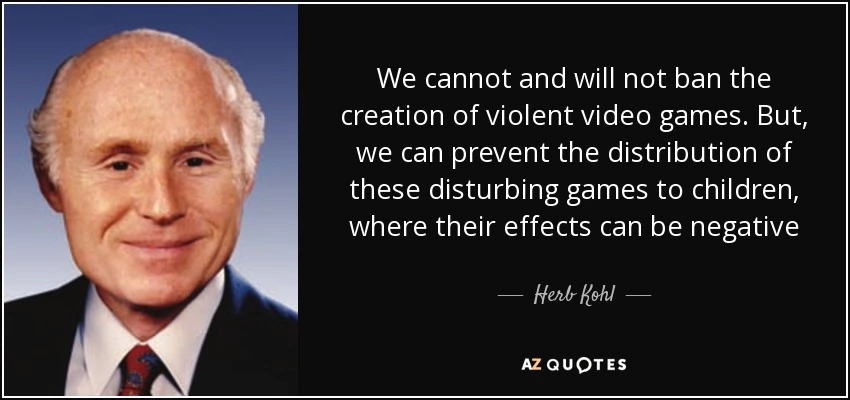 We cannot and will not ban the
creation of violent video games. But,
we can prevent the distribution of
these disturbing games to children,
where their effects can be negative
Herb Kohl
AZ QUOTES